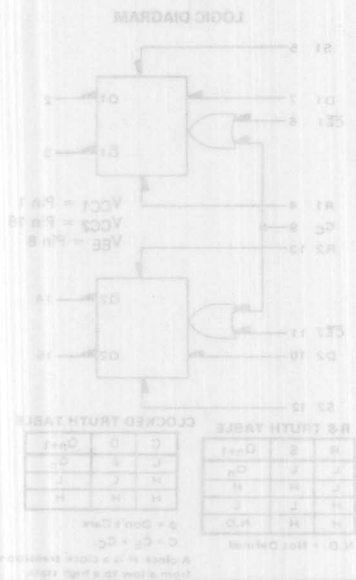 LOGIC DIAGRAM
S1 5
D1 7
Q1 2
CE1 6
Q1 3
R1 4
VCC1 = Pin 1
CC 9
VCC2 = Pin 16
R2 13
VEE = Pin 8
Q2 14
CE2 11
D2 10
Q2 15
S2 12
R-S TRUTH TABLE
R S Qn+1
L L Qn
L H H
H L L
H H N.D.
N.D. = Not Defined
CLOCKED TRUTH TABLE
C D Qn+1
L ø Qn
H L L
H H H
ø = Don't Care
C = CE + CC
A clock H is a clock transition
from a low to a high state